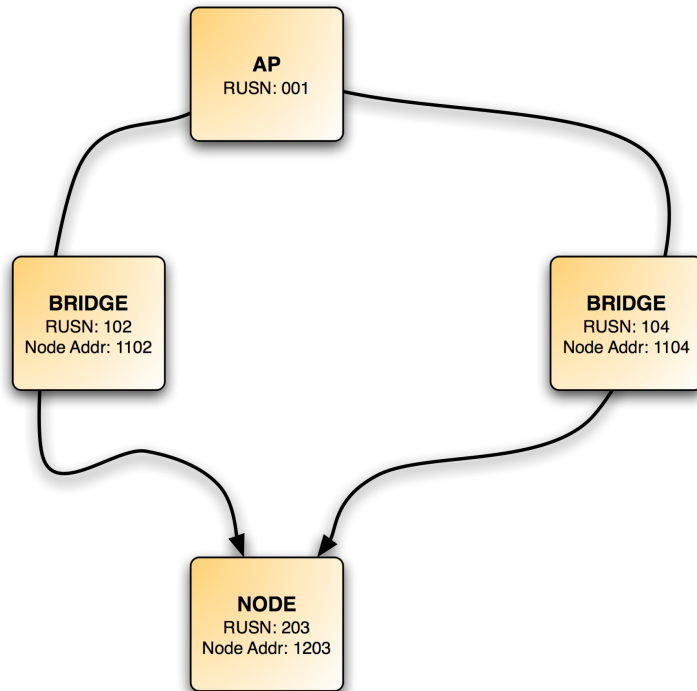 AP
RUSN: 001
BRIDGE
RUSN: 102
Node Addr: 1102
BRIDGE
RUSN: 104
Node Addr: 1104
NODE
RUSN: 203
Node Addr: 1203